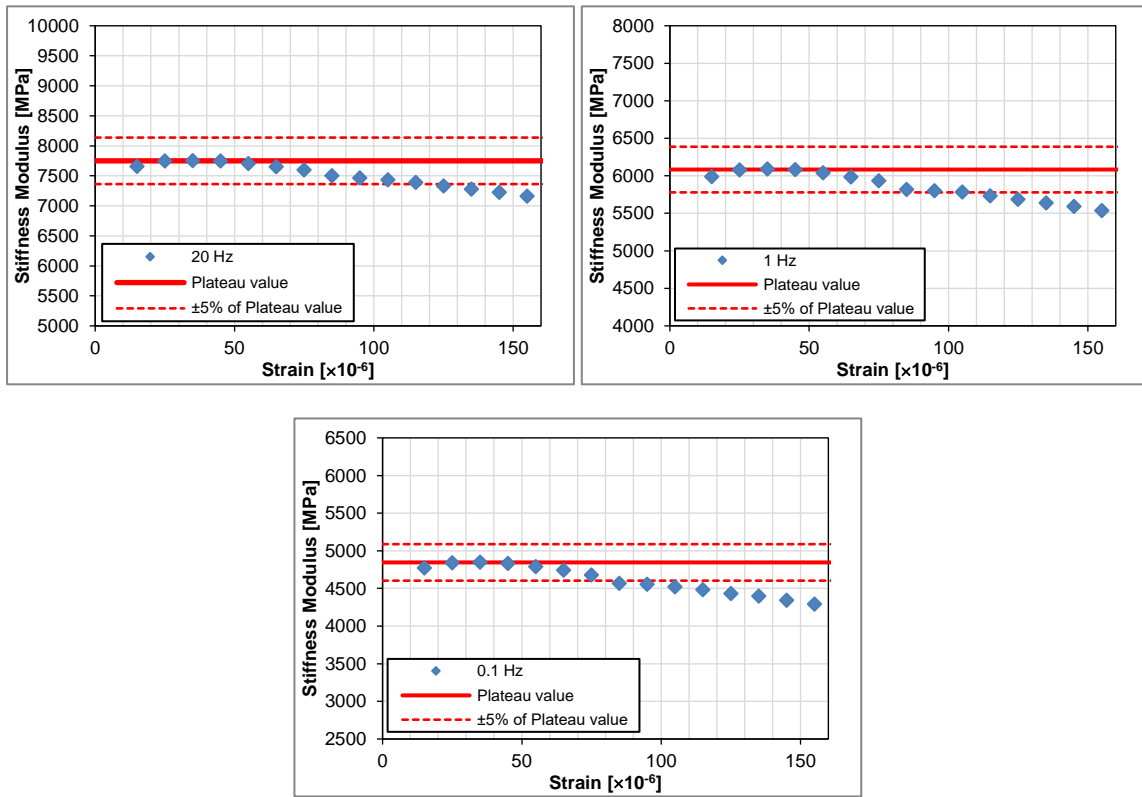 10000
9500
9000
8500
8000
7500
7000
6500
6000
5500
5000
Stiffness Modulus [MPa]
20 Hz
Plateau value
±5% of Plateau value
0 50 100 150
Strain [×10-6]
8000
7500
7000
6500
6000
5500
5000
4500
4000
Stiffness Modulus [MPa]
1 Hz
Plateau value
±5% of Plateau value
0 50 100 150
Strain [×10-6]
6500
6000
5500
5000
4500
4000
3500
3000
2500
Stiffness Modulus [MPa]
0.1 Hz
Plateau value
±5% of Plateau value
0 50 100 150
Strain [×10-6]